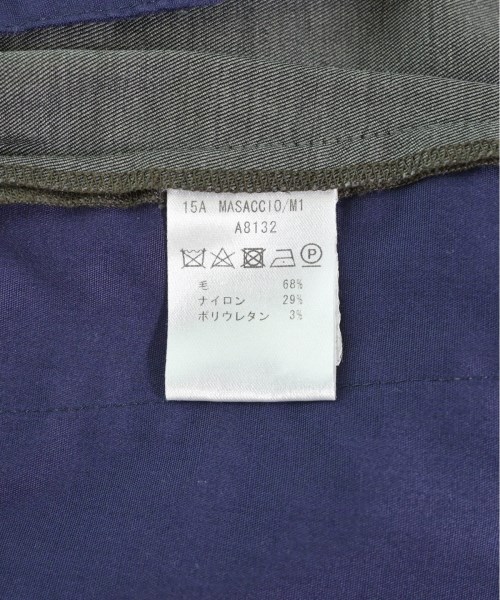 15A MASACCIO/M1
A8132
P
毛 68%
ナイロン 29%
ポリウレタン 3%